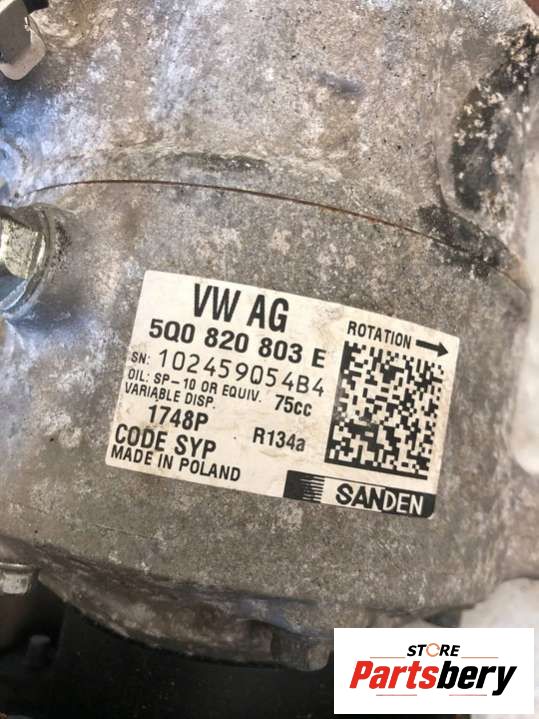 VW AG
5Q0 820 803 E
ROTATION
SN: 102459Q54B4
OIL: SP-10 OR EQUIV. 75cc
VARIABLE DISP.
1748P
R134a
CODE SYP
MADE IN POLAND
SANDEN
STORE
Partsbery